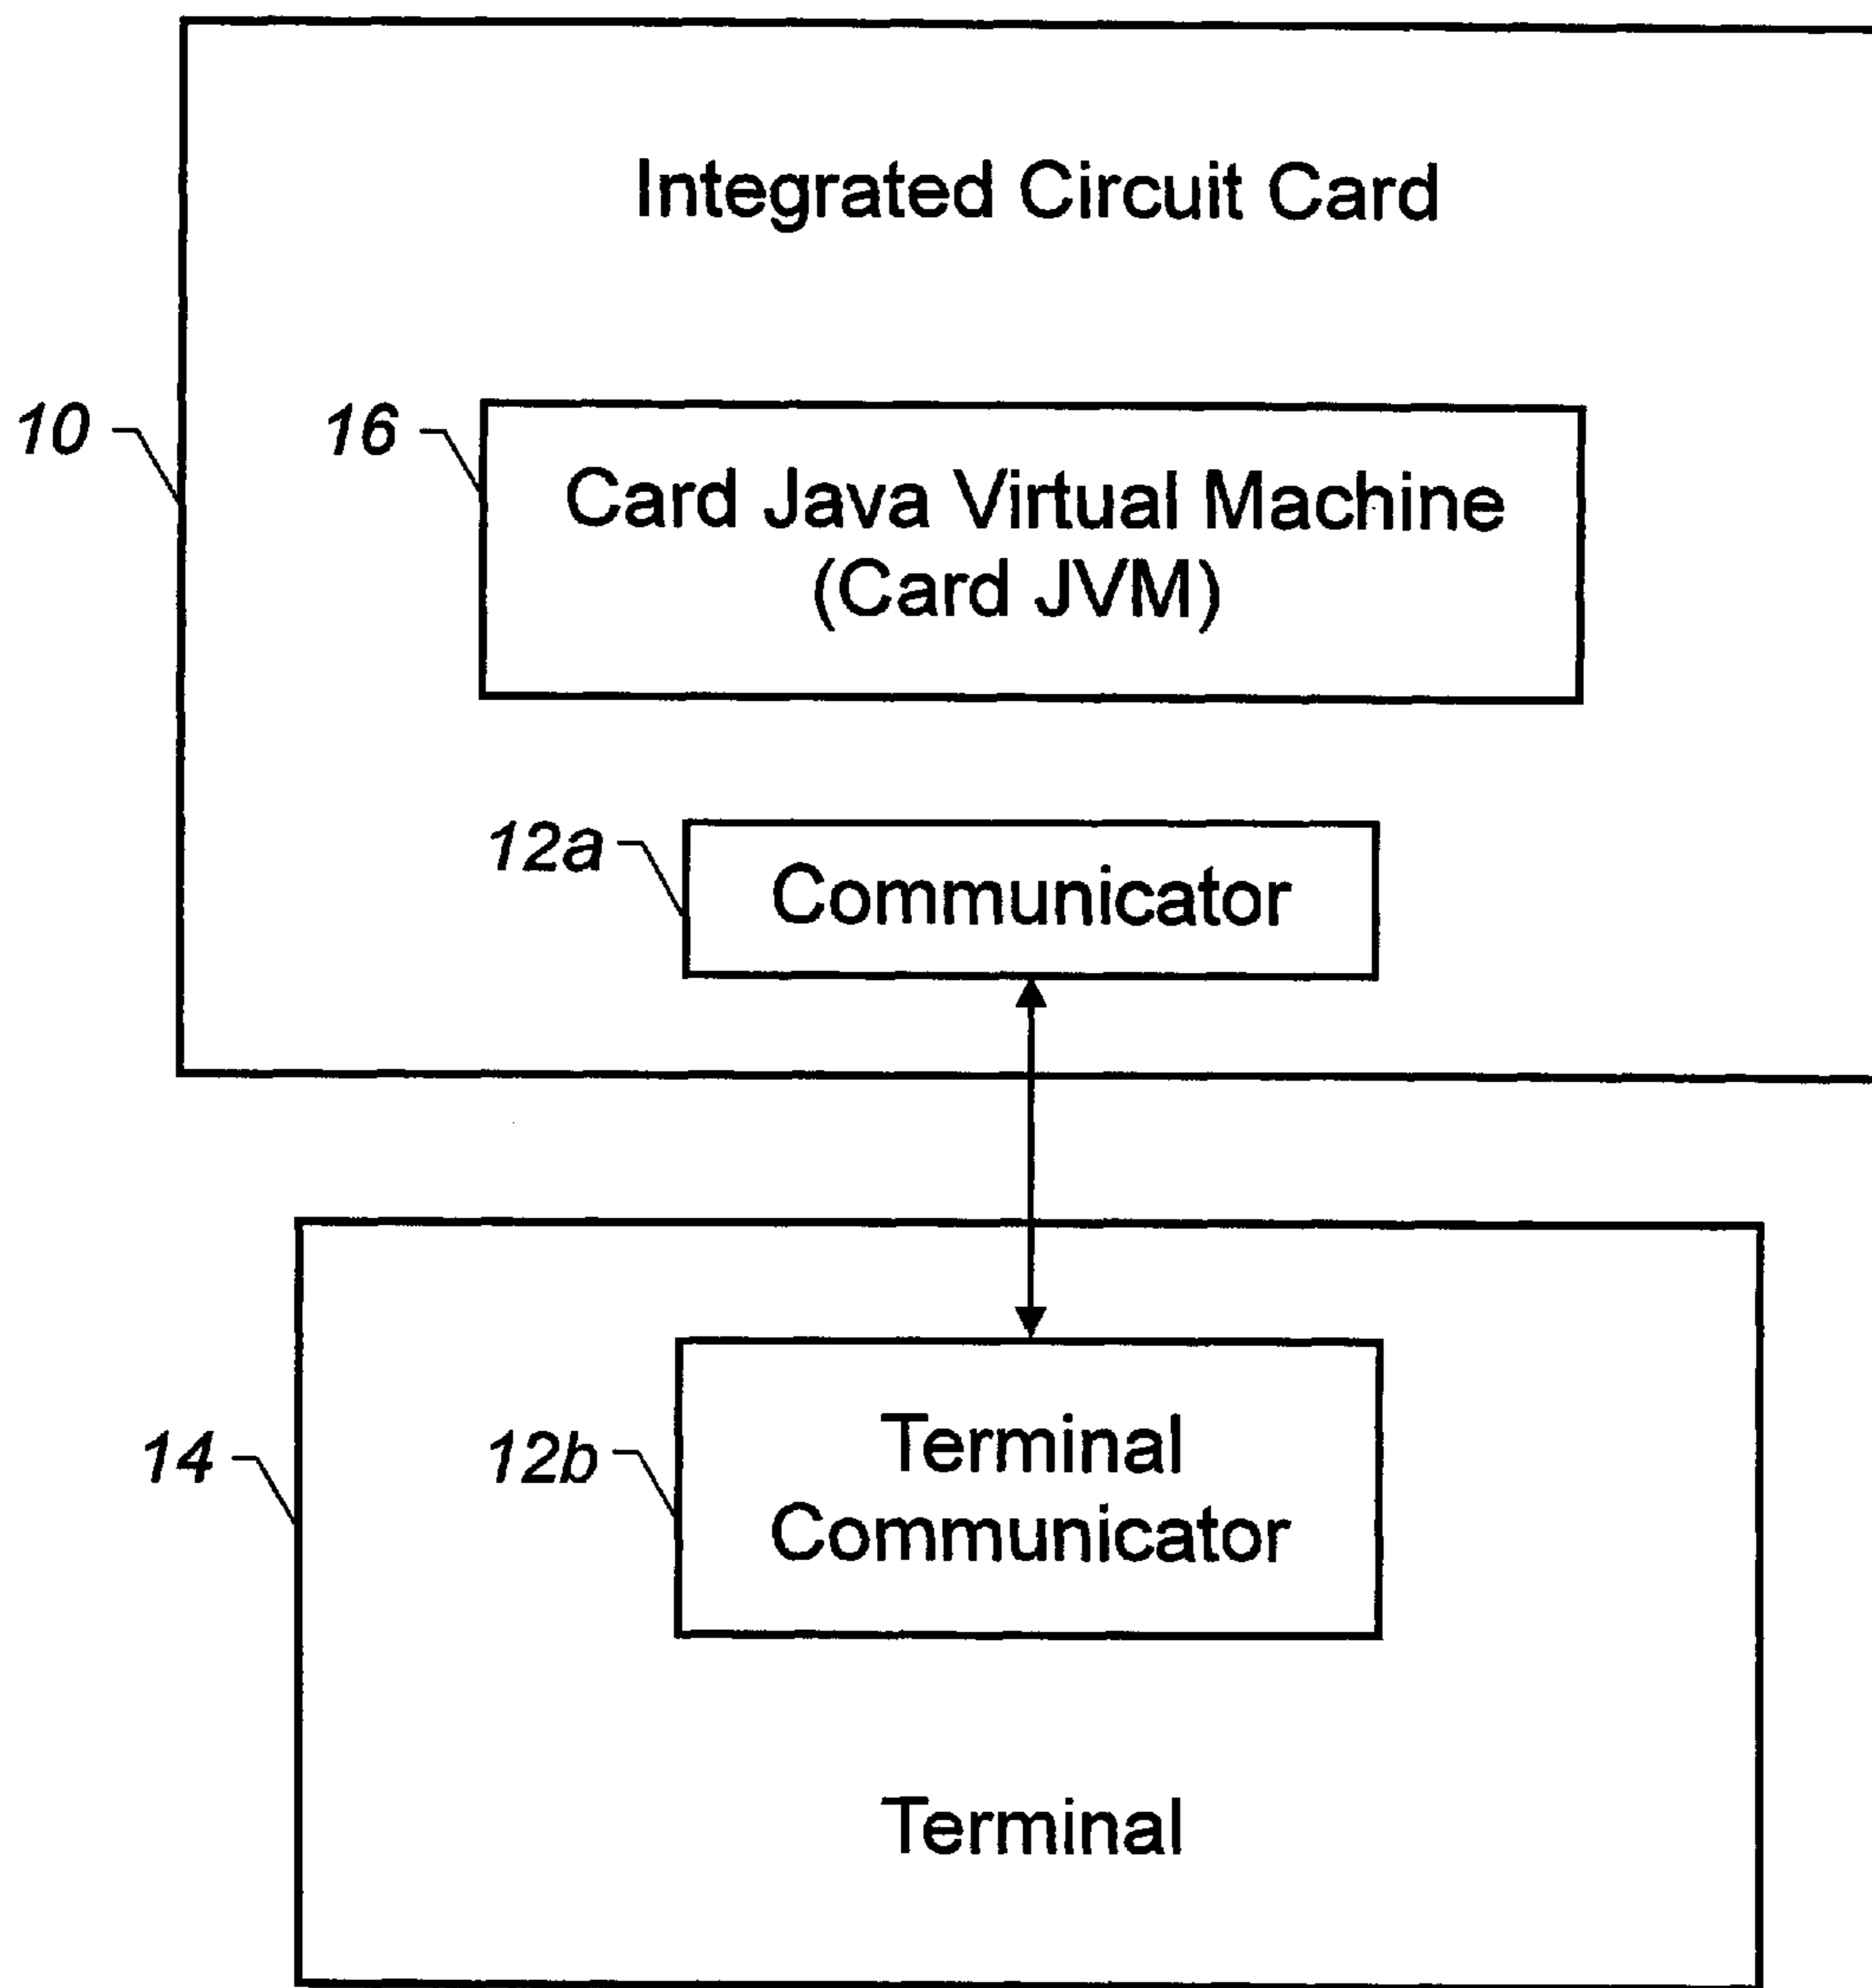 Integrated Circuit Card
10
16
Card Java Virtual Machine
(Card JVM)
12a
Communicator
14
12b
Terminal
Communicator
Terminal